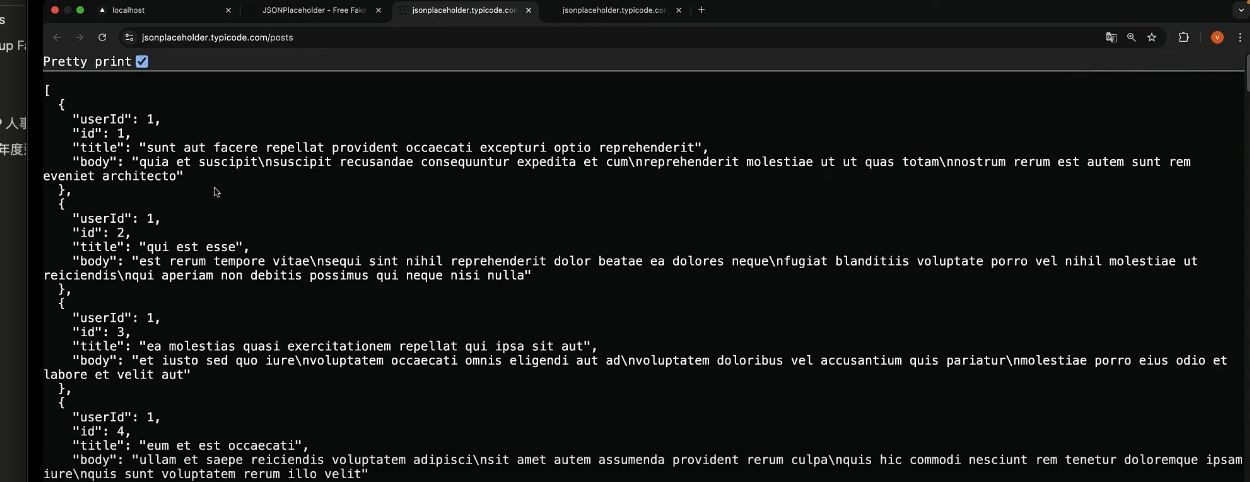 localhost
JSONPlaceholder - Free Fake
jsonplaceholder.typicode.com
jsonplaceholder.typicode.com
s
jsonplaceholder.typicode.com/posts
up Fa
Pretty print
[
{
"userId": 1,
"id": 1,
人事
"title": "sunt aut facere repellat provident occaecati excepturi optio reprehenderit",
年度
"body": "quia et suscipit\nsuscipit recusandae consequuntur expedita et cum\nreprehenderit molestiae ut ut quas totam\nnostrum rerum est autem sunt rem
eveniet architecto"
},
{
"userId": 1,
"id": 2,
"title": "qui est esse",
"body": "est rerum tempore vitae\nsequi sint nihil reprehenderit dolor beatae ea dolores neque\nfugiat blanditiis voluptate porro vel nihil molestiae ut
reiciendis\nqui aperiam non debitis possimus qui neque nisi nulla"
},
{
"userId": 1,
"id": 3,
"title": "ea molestias quasi exercitationem repellat qui ipsa sit aut",
"body": "et iusto sed quo iure\nvoluptatem occaecati omnis eligendi aut ad\nvoluptatem doloribus vel accusantium quis pariatur\nmolestiae porro eius odio et
labore et velit aut"
},
{
"userId": 1,
"id": 4,
"title": "eum et est occaecati",
"body": "ullam et saepe reiciendis voluptatem adipisci\nsit amet autem assumenda provident rerum culpa\nquis hic commodi nesciunt rem tenetur doloremque ipsam
iure\nquis sunt voluptatem rerum illo velit"